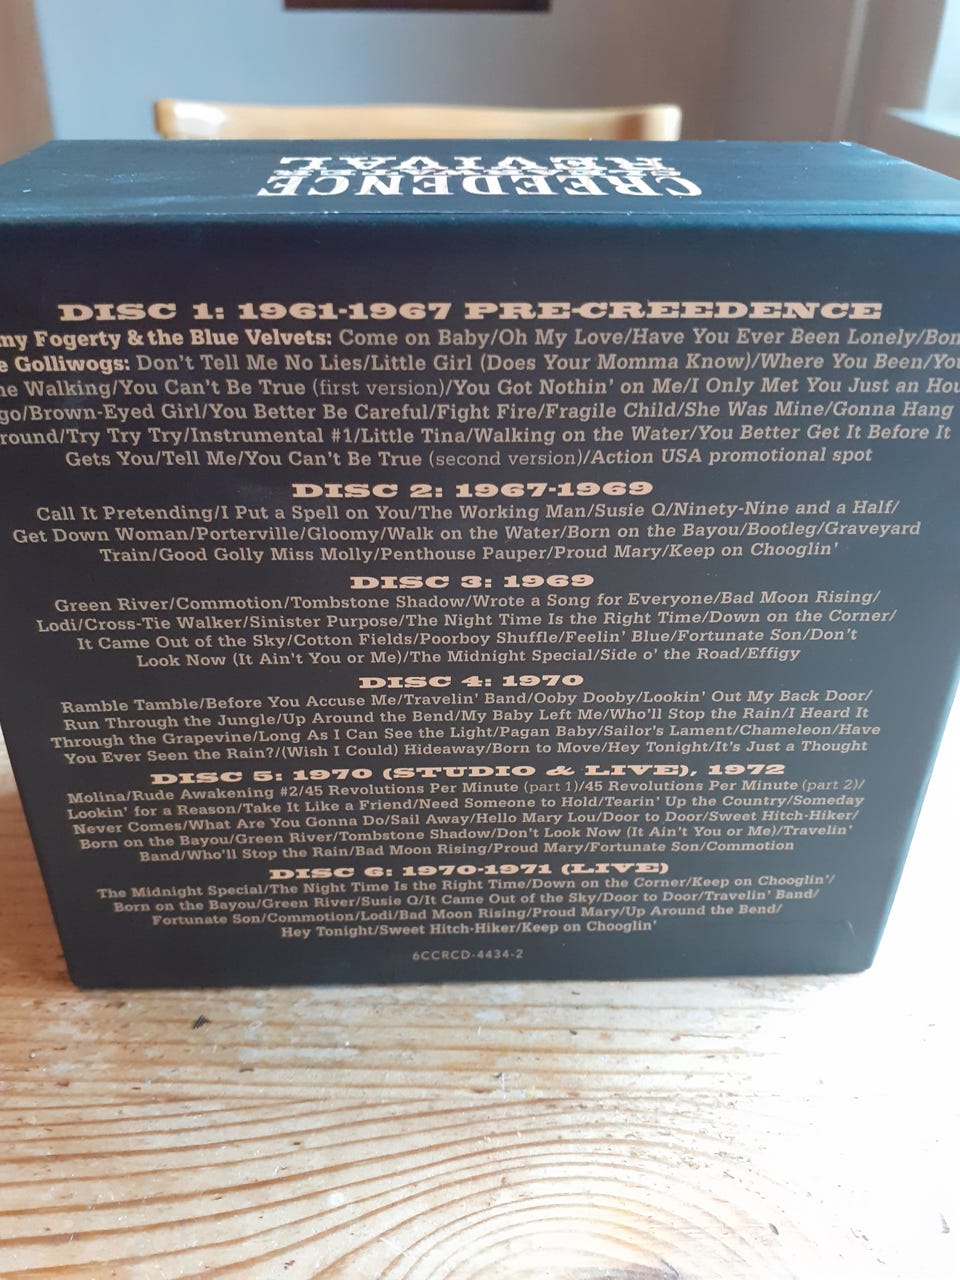 CREEDENCE
CLEARWATER
REVIVAL
DISC 1: 1961-1967 PRE-CREEDENCE
my Fogerty & the Blue Velvets: Come on Baby/Oh My Love/Have You Ever Been Lonely/Bon
e Golliwogs: Don't Tell Me No Lies/Little Girl (Does Your Momma Know)/Where You Been/You
ne Walking/You Can't Be True (first version)/You Got Nothin' on Me/I Only Met You Just an Hou
go/Brown-Eyed Girl/You Better Be Careful/Fight Fire/Fragile Child/She Was Mine/Gonna Hang
round/Try Try Try/Instrumental #1/Little Tina/Walking on the Water/You Better Get It Before It
Gets You/Tell Me/You Can't Be True (second version)/Action USA promotional spot
DISC 2: 1967-1969
Call It Pretending/I Put a Spell on You/The Working Man/Susie Q/Ninety-Nine and a Half/
Get Down Woman/Porterville/Gloomy/Walk on the Water/Born on the Bayou/Bootleg/Graveyard
Train/Good Golly Miss Molly/Penthouse Pauper/Proud Mary/Keep on Chooglin'
DISC 3: 1969
Green River/Commotion/Tombstone Shadow/Wrote a Song for Everyone/Bad Moon Rising/
Lodi/Cross-Tie Walker/Sinister Purpose/The Night Time Is the Right Time/Down on the Corner/
It Came Out of the Sky/Cotton Fields/Poorboy Shuffle/Feelin' Blue/Fortunate Son/Don't
Look Now (It Ain't You or Me)/The Midnight Special/Side o' the Road/Effigy
DISC 4: 1970
Ramble Tamble/Before You Accuse Me/Travelin' Band/Ooby Dooby/Lookin' Out My Back Door/
Run Through the Jungle/Up Around the Bend/My Baby Left Me/Who'll Stop the Rain/I Heard It
Through the Grapevine/Long As I Can See the Light/Pagan Baby/Sailor's Lament/Chameleon/Have
You Ever Seen the Rain?/(Wish I Could) Hideaway/Born to Move/Hey Tonight/It's Just a Thought
DISC 5: 1970 (STUDIO & LIVE), 1972
Molina/Rude Awakening #2/45 Revolutions Per Minute (part 1)/45 Revolutions Per Minute (part 2)/
Lookin' for a Reason/Take It Like a Friend/Need Someone to Hold/Tearin' Up the Country/Someday
Never Comes/What Are You Gonna Do/Sail Away/Hello Mary Lou/Door to Door/Sweet Hitch-Hiker/
Born on the Bayou/Green River/Tombstone Shadow/Don't Look Now (It Ain't You or Me)/Travelin'
Band/Who'll Stop the Rain/Bad Moon Rising/Proud Mary/Fortunate Son/Commotion
DISC 6: 1970-1971 (LIVE)
The Midnight Special/The Night Time Is the Right Time/Down on the Corner/Keep on Chooglin'/
Born on the Bayou/Green River/Susie Q/It Came Out of the Sky/Door to Door/Travelin' Band/
Fortunate Son/Commotion/Lodi/Bad Moon Rising/Proud Mary/Up Around the Bend/
Hey Tonight/Sweet Hitch-Hiker/Keep on Chooglin'
6CCRCD-4434-2